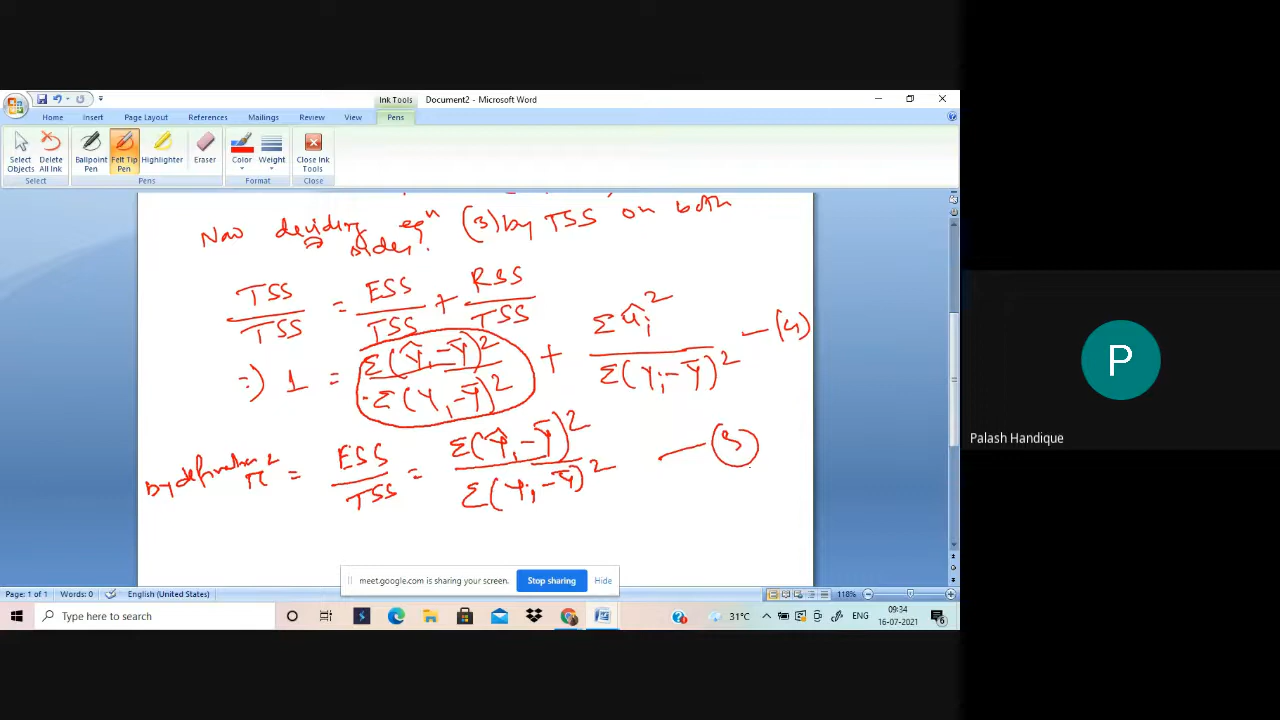 Ink Tools
Document2 - Microsoft Word
Home Insert Page Layout References Mailings Review View Pens
Select Objects
Delete All Ink
Ballpoint Pen
Felt Tip Pen
Highlighter
Eraser
Color
Weight
Close Ink Tools
Select Pens Format Close
Now deviding eqⁿ (3) by TSS on both
sides.
TSS/TSS = ESS/TSS + RSS/TSS
=) 1 = Σ(Ŷi-Ȳ)²/Σ(Yi-Ȳ)² + Σûi²/Σ(Yi-Ȳ)² —(4)
by defination r² = ESS/TSS = Σ(Ŷi-Ȳ)²/Σ(Yi-Ȳ)² —(5)
meet.google.com is sharing your screen. Stop sharing Hide
Page: 1 of 1 Words: 0 English (United States) 118%
Type here to search
31°C ENG 09:34
16-07-2021
6
P
Palash Handique